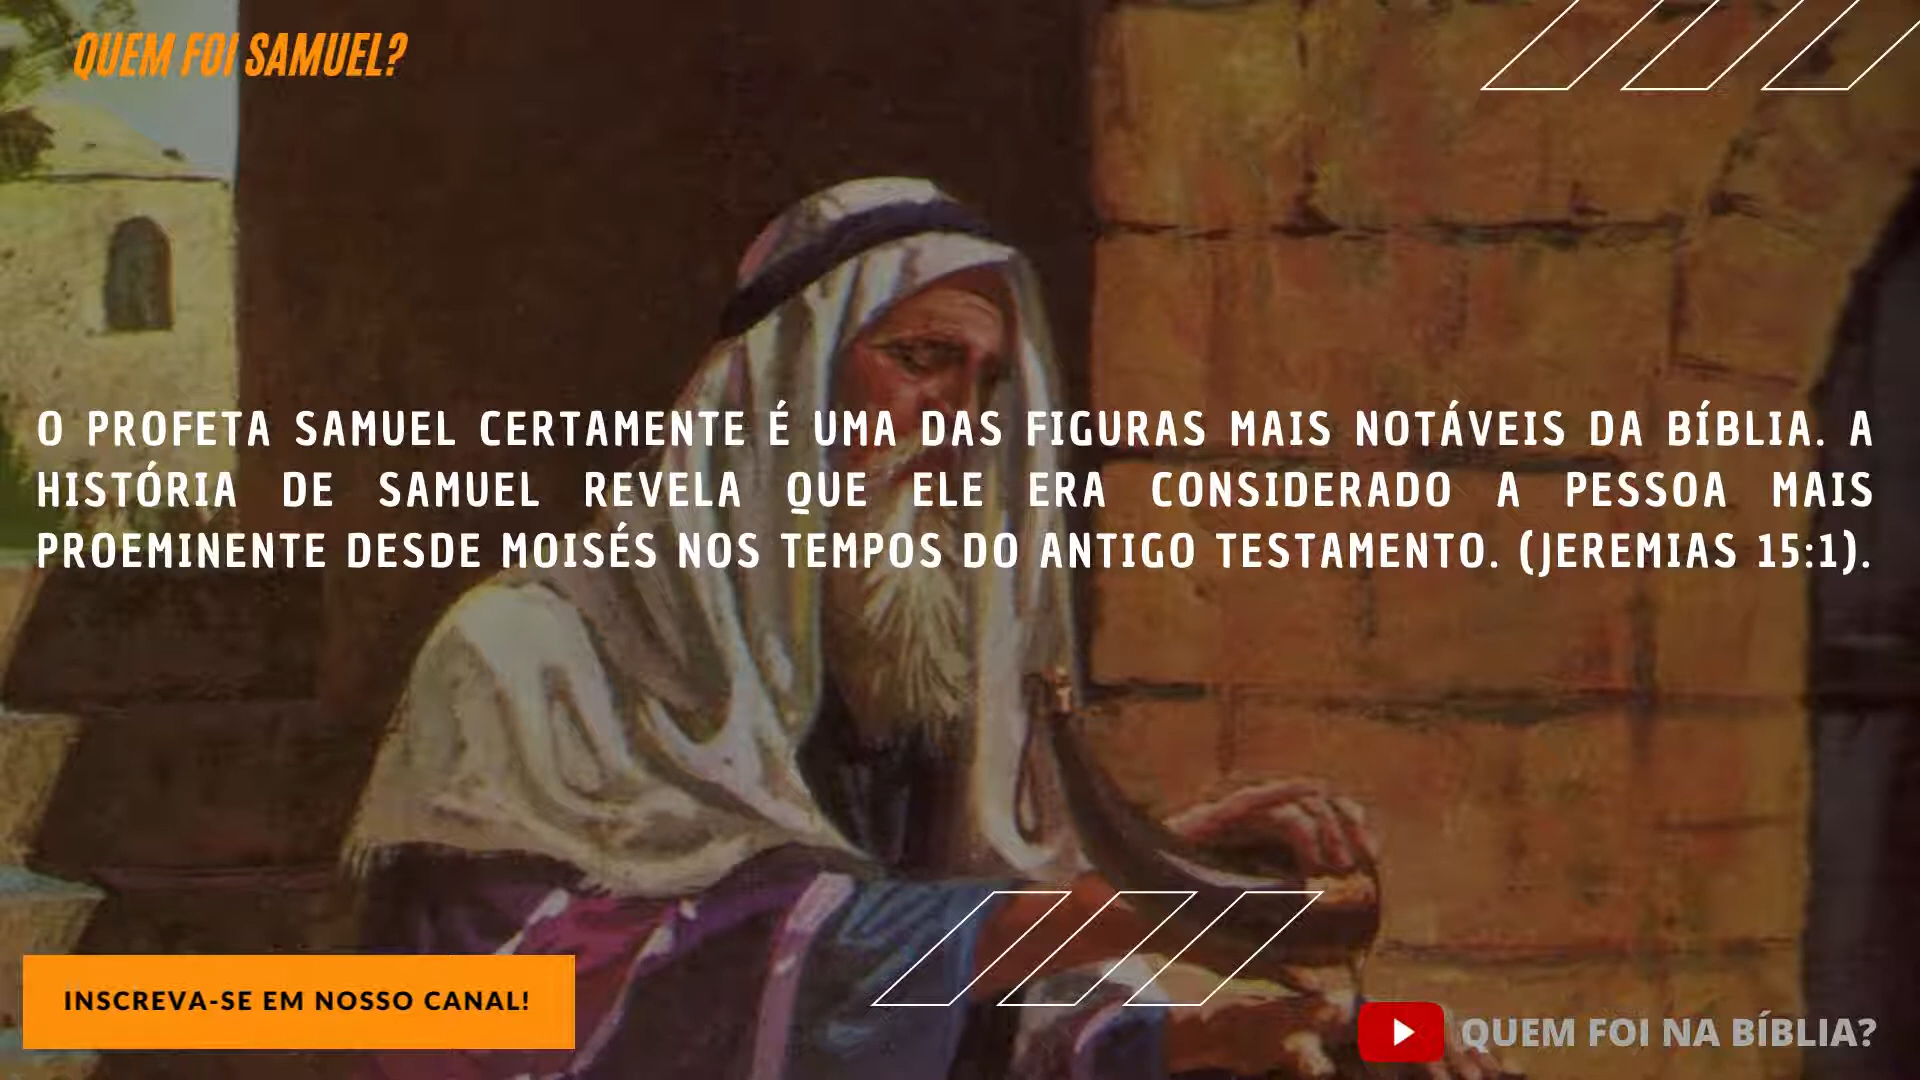 QUEM FOI SAMUEL?
O PROFETA SAMUEL CERTAMENTE É UMA DAS FIGURAS MAIS NOTÁVEIS DA BÍBLIA. A
HISTÓRIA DE SAMUEL REVELA QUE ELE ERA CONSIDERADO A PESSOA MAIS
PROEMINENTE DESDE MOISÉS NOS TEMPOS DO ANTIGO TESTAMENTO. (JEREMIAS 15:1).
INSCREVA-SE EM NOSSO CANAL!
QUEM FOI NA BÍBLIA?